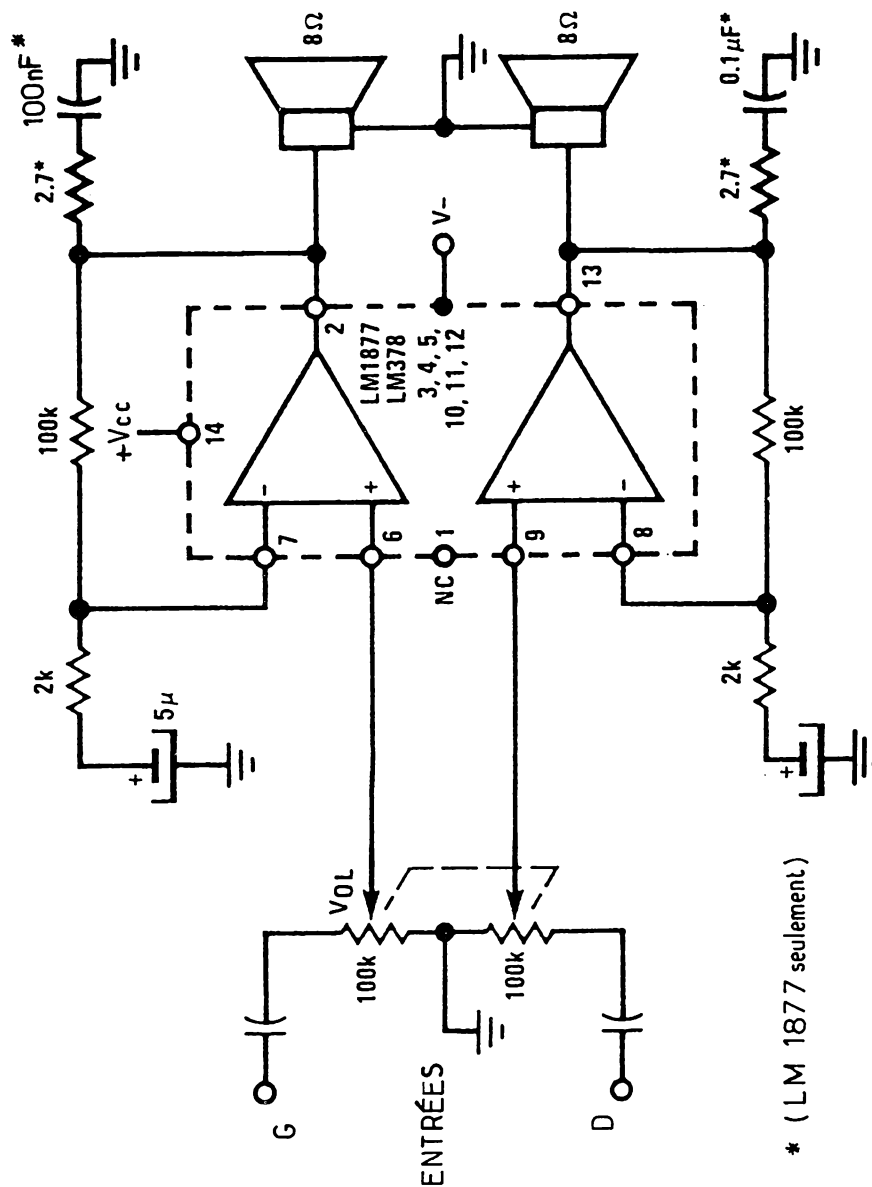 100nF*
2.7*
100k
2k
5µ
+
+Vcc
14
8Ω
2
7
-
6
+
LM1877
LM378
3, 4, 5,
10, 11, 12
V-
NC 1
9
+
8
-
13
8Ω
VOL
100k
100k
G
ENTRÉES
D
0.1µF*
2.7*
100k
2k
+
* (LM 1877 seulement)